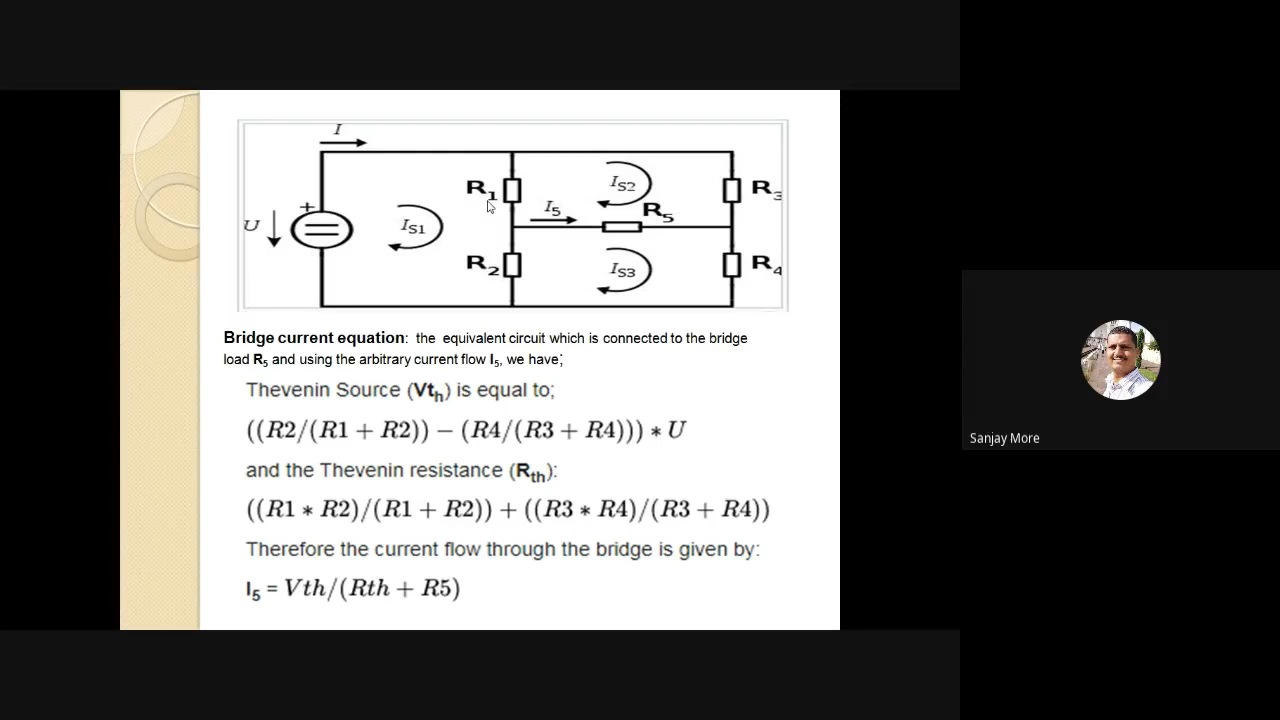 I
R1
IS2
R3
+
U
IS1
I5
R5
R2
IS3
R4
Bridge current equation: the equivalent circuit which is connected to the bridge
load R5 and using the arbitrary current flow I5, we have;
Thevenin Source (Vth) is equal to;
((R2/(R1 + R2)) − (R4/(R3 + R4))) ∗ U
and the Thevenin resistance (Rth):
((R1 ∗ R2)/(R1 + R2)) + ((R3 ∗ R4)/(R3 + R4))
Therefore the current flow through the bridge is given by:
I5 = Vth/(Rth + R5)
Sanjay More